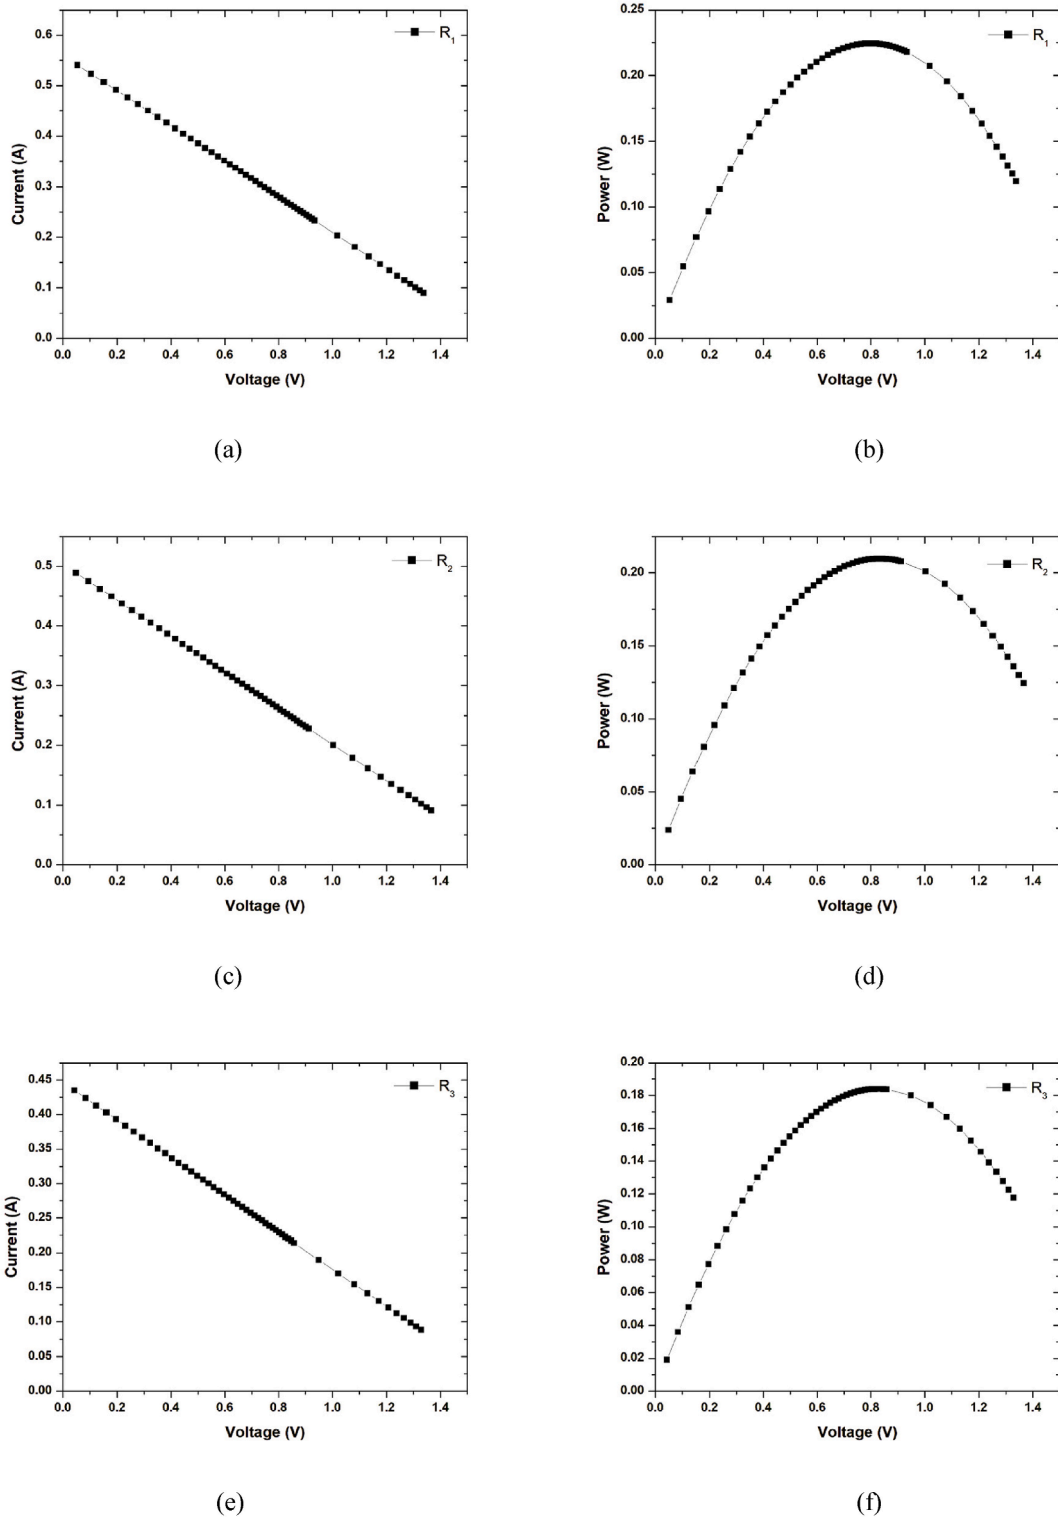 R1
Current (A)
0.6
0.5
0.4
0.3
0.2
0.1
0.0
0.0 0.2 0.4 0.6 0.8 1.0 1.2 1.4
Voltage (V)
(a)
R1
Power (W)
0.25
0.20
0.15
0.10
0.05
0.00
0.0 0.2 0.4 0.6 0.8 1.0 1.2 1.4
Voltage (V)
(b)
R2
Current (A)
0.5
0.4
0.3
0.2
0.1
0.0
0.0 0.2 0.4 0.6 0.8 1.0 1.2 1.4
Voltage (V)
(c)
R2
Power (W)
0.20
0.15
0.10
0.05
0.00
0.0 0.2 0.4 0.6 0.8 1.0 1.2 1.4
Voltage (V)
(d)
R3
Current (A)
0.45
0.40
0.35
0.30
0.25
0.20
0.15
0.10
0.05
0.00
0.0 0.2 0.4 0.6 0.8 1.0 1.2 1.4
Voltage (V)
(e)
R3
Power (W)
0.20
0.18
0.16
0.14
0.12
0.10
0.08
0.06
0.04
0.02
0.00
0.0 0.2 0.4 0.6 0.8 1.0 1.2 1.4
Voltage (V)
(f)